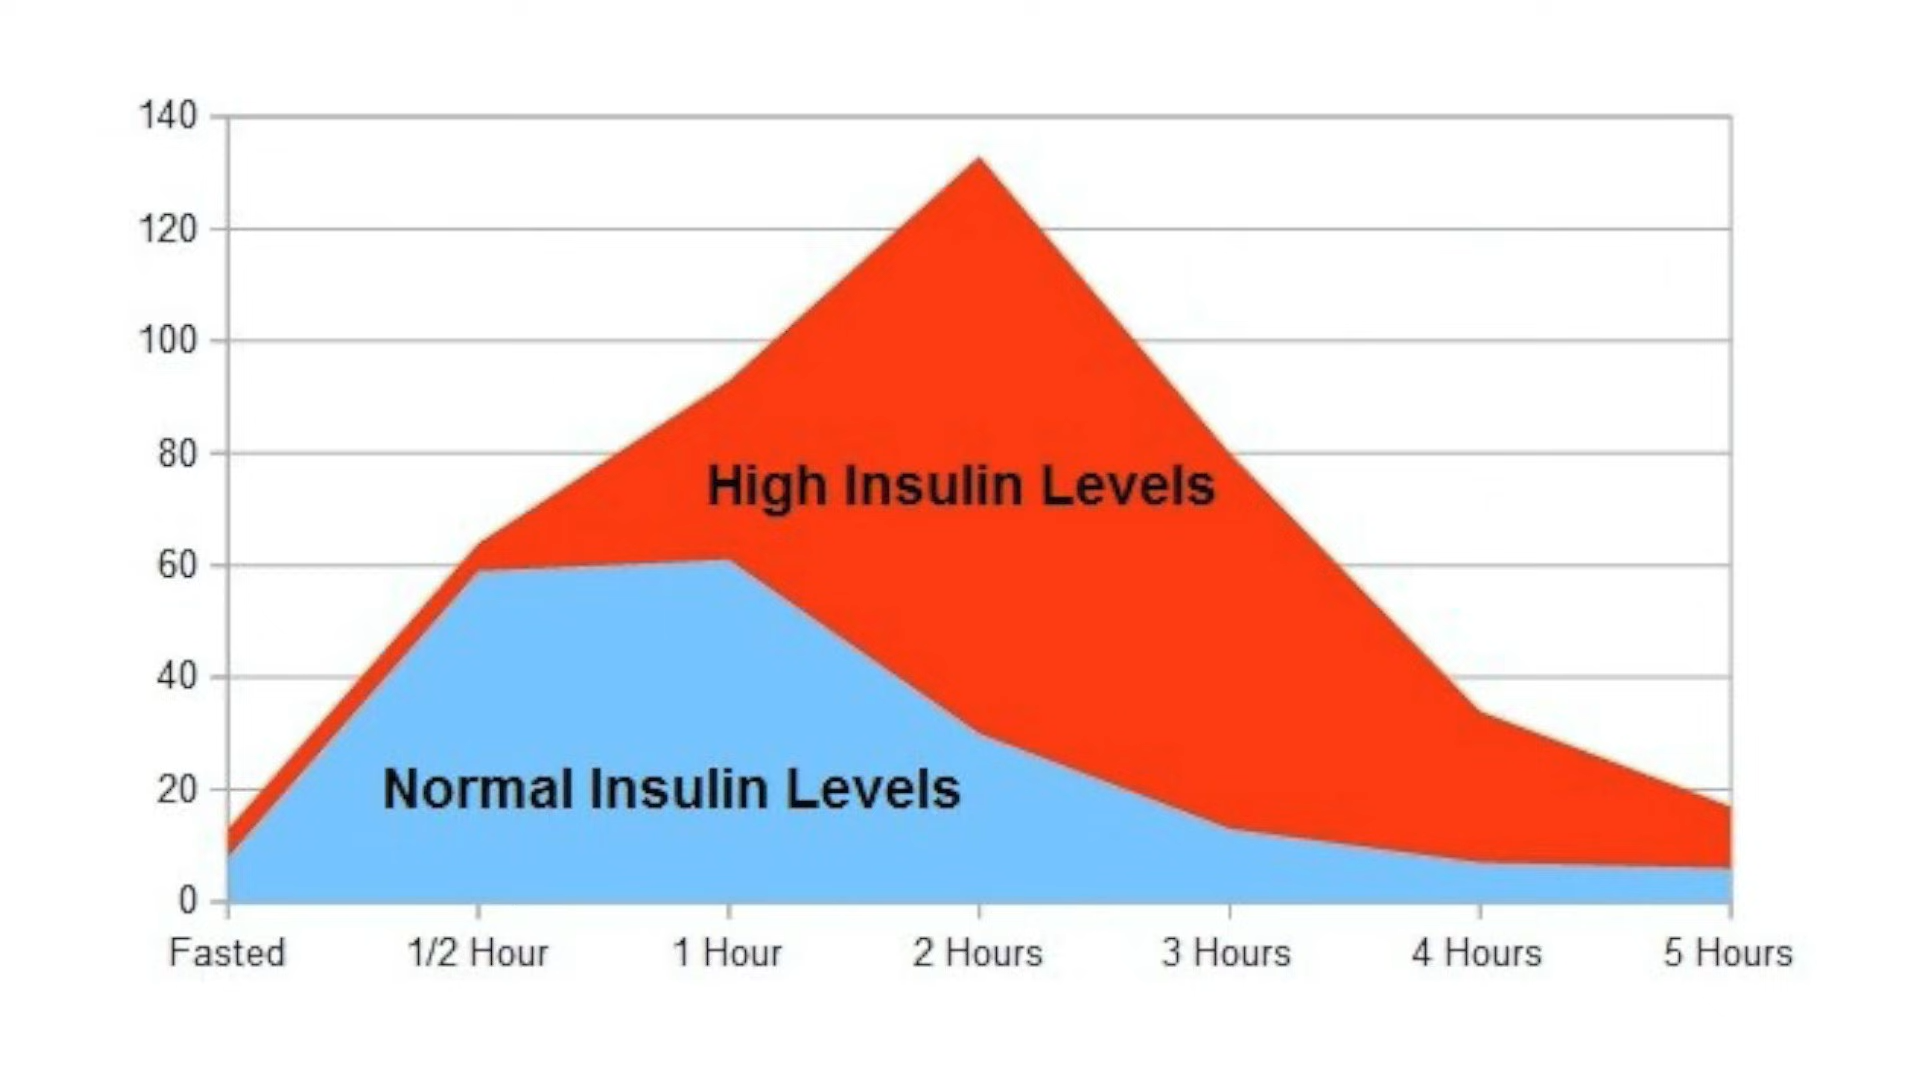 140
120
100
80
60
40
20
0
High Insulin Levels
Normal Insulin Levels
Fasted 1/2 Hour 1 Hour 2 Hours 3 Hours 4 Hours 5 Hours